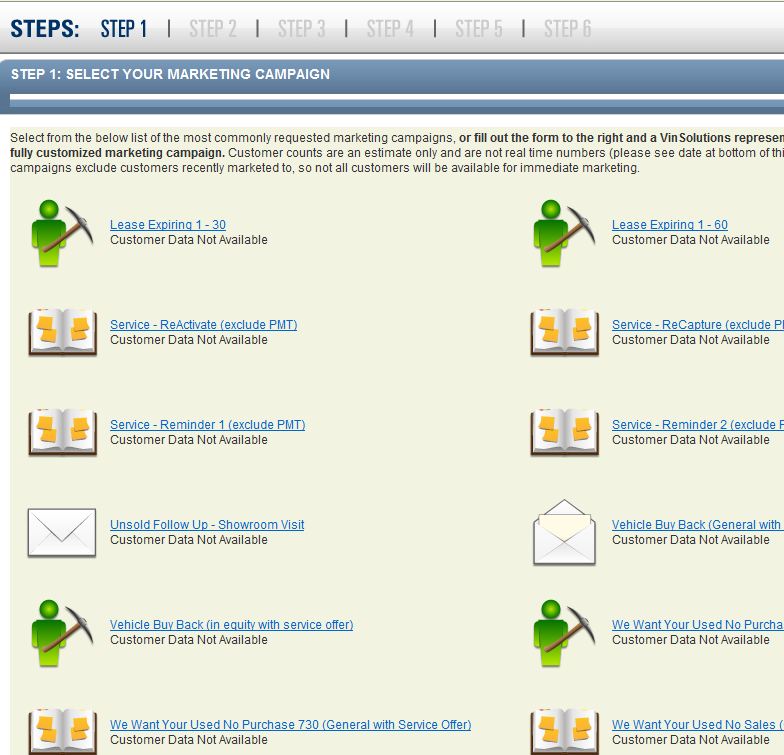 STEPS: STEP 1 | STEP 2 | STEP 3 | STEP 4 | STEP 5 | STEP 6
STEP 1: SELECT YOUR MARKETING CAMPAIGN
Select from the below list of the most commonly requested marketing campaigns, or fill out the form to the right and a VinSolutions represen
fully customized marketing campaign. Customer counts are an estimate only and are not real time numbers (please see date at bottom of thi
campaigns exclude customers recently marketed to, so not all customers will be available for immediate marketing.
Lease Expiring 1 - 30
Customer Data Not Available
Lease Expiring 1 - 60
Customer Data Not Available
Service - ReActivate (exclude PMT)
Customer Data Not Available
Service - ReCapture (exclude P
Customer Data Not Available
Service - Reminder 1 (exclude PMT)
Customer Data Not Available
Service - Reminder 2 (exclude P
Customer Data Not Available
Unsold Follow Up - Showroom Visit
Customer Data Not Available
Vehicle Buy Back (General with
Customer Data Not Available
Vehicle Buy Back (in equity with service offer)
Customer Data Not Available
We Want Your Used No Purcha
Customer Data Not Available
We Want Your Used No Purchase 730 (General with Service Offer)
Customer Data Not Available
We Want Your Used No Sales (
Customer Data Not Available